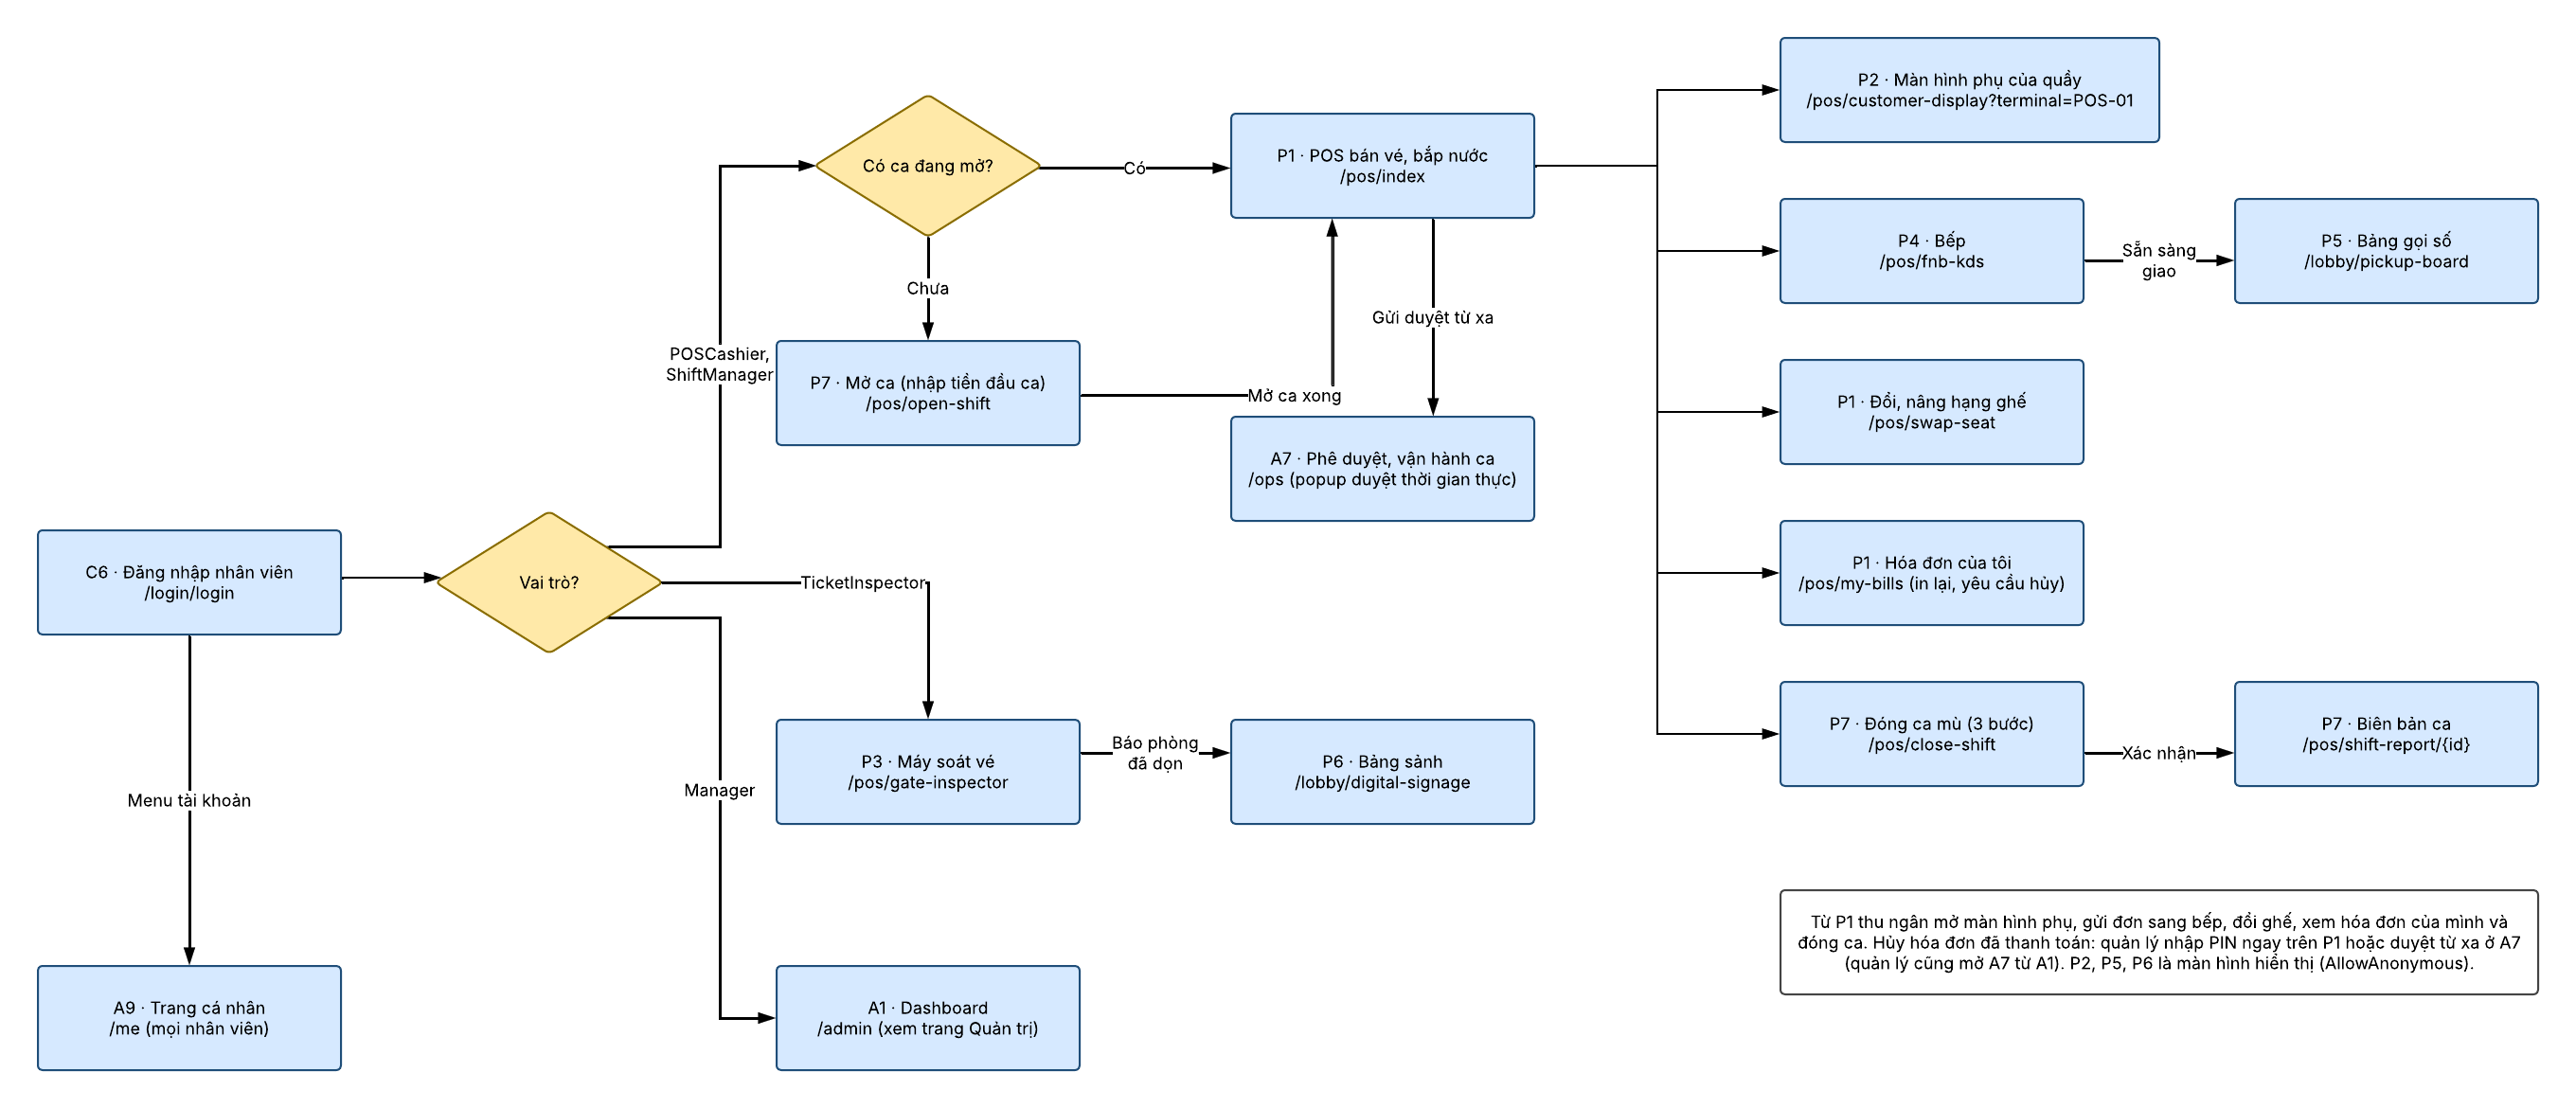 P2 · Màn hình phụ của quầy
/pos/customer-display?terminal=POS-01
Có ca đang mở?
Có
P1 · POS bán vé, bắp nước
/pos/index
P4 · Bếp
/pos/fnb-kds
Sẵn sàng
giao
P5 · Bảng gọi số
/lobby/pickup-board
Chưa
Gửi duyệt từ xa
POSCashier,
ShiftManager
P7 · Mở ca (nhập tiền đầu ca)
/pos/open-shift
Mở ca xong
P1 · Đổi, nâng hạng ghế
/pos/swap-seat
A7 · Phê duyệt, vận hành ca
/ops (popup duyệt thời gian thực)
C6 · Đăng nhập nhân viên
/login/login
Vai trò?
TicketInspector
P1 · Hóa đơn của tôi
/pos/my-bills (in lại, yêu cầu hủy)
Menu tài khoản
Manager
P3 · Máy soát vé
/pos/gate-inspector
Báo phòng
đã dọn
P6 · Bảng sảnh
/lobby/digital-signage
P7 · Đóng ca mù (3 bước)
/pos/close-shift
Xác nhận
P7 · Biên bản ca
/pos/shift-report/{id}
Từ P1 thu ngân mở màn hình phụ, gửi đơn sang bếp, đổi ghế, xem hóa đơn của mình và
đóng ca. Hủy hóa đơn đã thanh toán: quản lý nhập PIN ngay trên P1 hoặc duyệt từ xa ở A7
(quản lý cũng mở A7 từ A1). P2, P5, P6 là màn hình hiển thị (AllowAnonymous).
A9 · Trang cá nhân
/me (mọi nhân viên)
A1 · Dashboard
/admin (xem trang Quản trị)